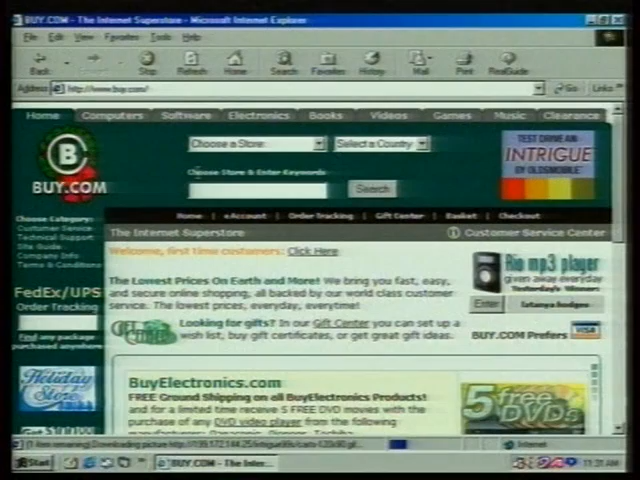 BUY.COM - The Internet Superstore - Microsoft Internet Explorer
File Edit View Favorites Tools Help
Back Stop Refresh Home Search Favorites History Mail Print RealGuide
Address http://www.buy.com/ Go Links »
Home Computers Software Electronics Books Videos Games Music Clearance
B
BUY.COM
Choose a Store: Select a Country
Choose Store & Enter Keywords
Search
TEST DRIVE AN
INTRIGUE
BY OLDSMOBILE
Home | eAccount | Order Tracking | Gift Center | Basket | Checkout
Choose Category:
Customer Service
Technical Support
Site Guide
Company Info
Terms & Conditions
FedEx/UPS
Order Tracking
Find any package
purchased anywhere
Holiday
Store
The Internet Superstore
Customer Service Center
Welcome, first time customers: Click Here
The Lowest Prices On Earth and More! We bring you fast, easy,
and secure online shopping, all backed by our world class customer
service. The lowest prices, everyday, everytime!
Looking for gifts? In our Gift Center you can set up a
wish list, buy gift certificates, or get great gift ideas.
Rio mp3 player
given away everyday
Yesterday's Winner
Enter latanya hodges
BUY.COM Prefers VISA
BuyElectronics.com
FREE Ground Shipping on all BuyElectronics Products!
and for a limited time receive 5 FREE DVD movies with the
purchase of any DVD video player from the following
5 free
DVDs
Internet
Start BUY.COM - The Inter...
11:31 AM